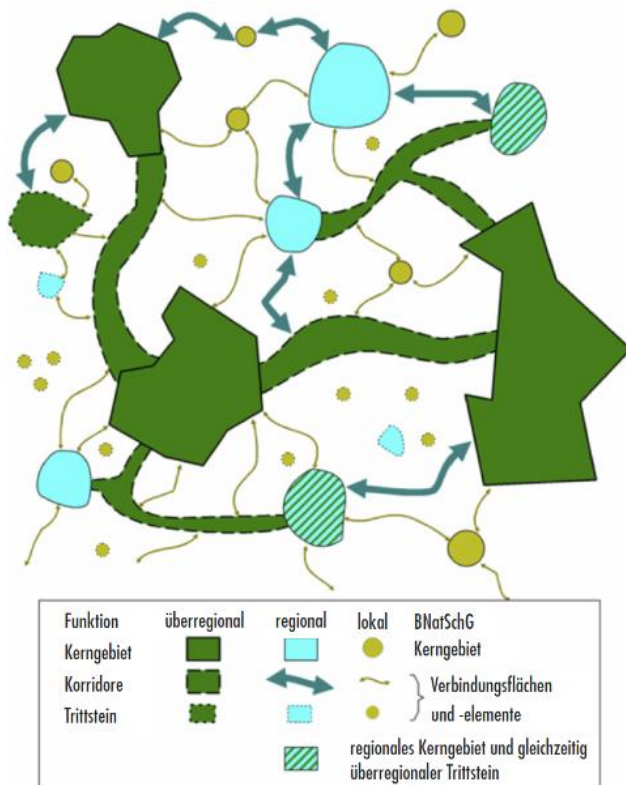 Funktion überregional regional lokal BNatSchG
Kerngebiet Kerngebiet
Korridore Verbindungsflächen
Trittstein und -elemente
regionales Kerngebiet und gleichzeitig
überregionaler Trittstein